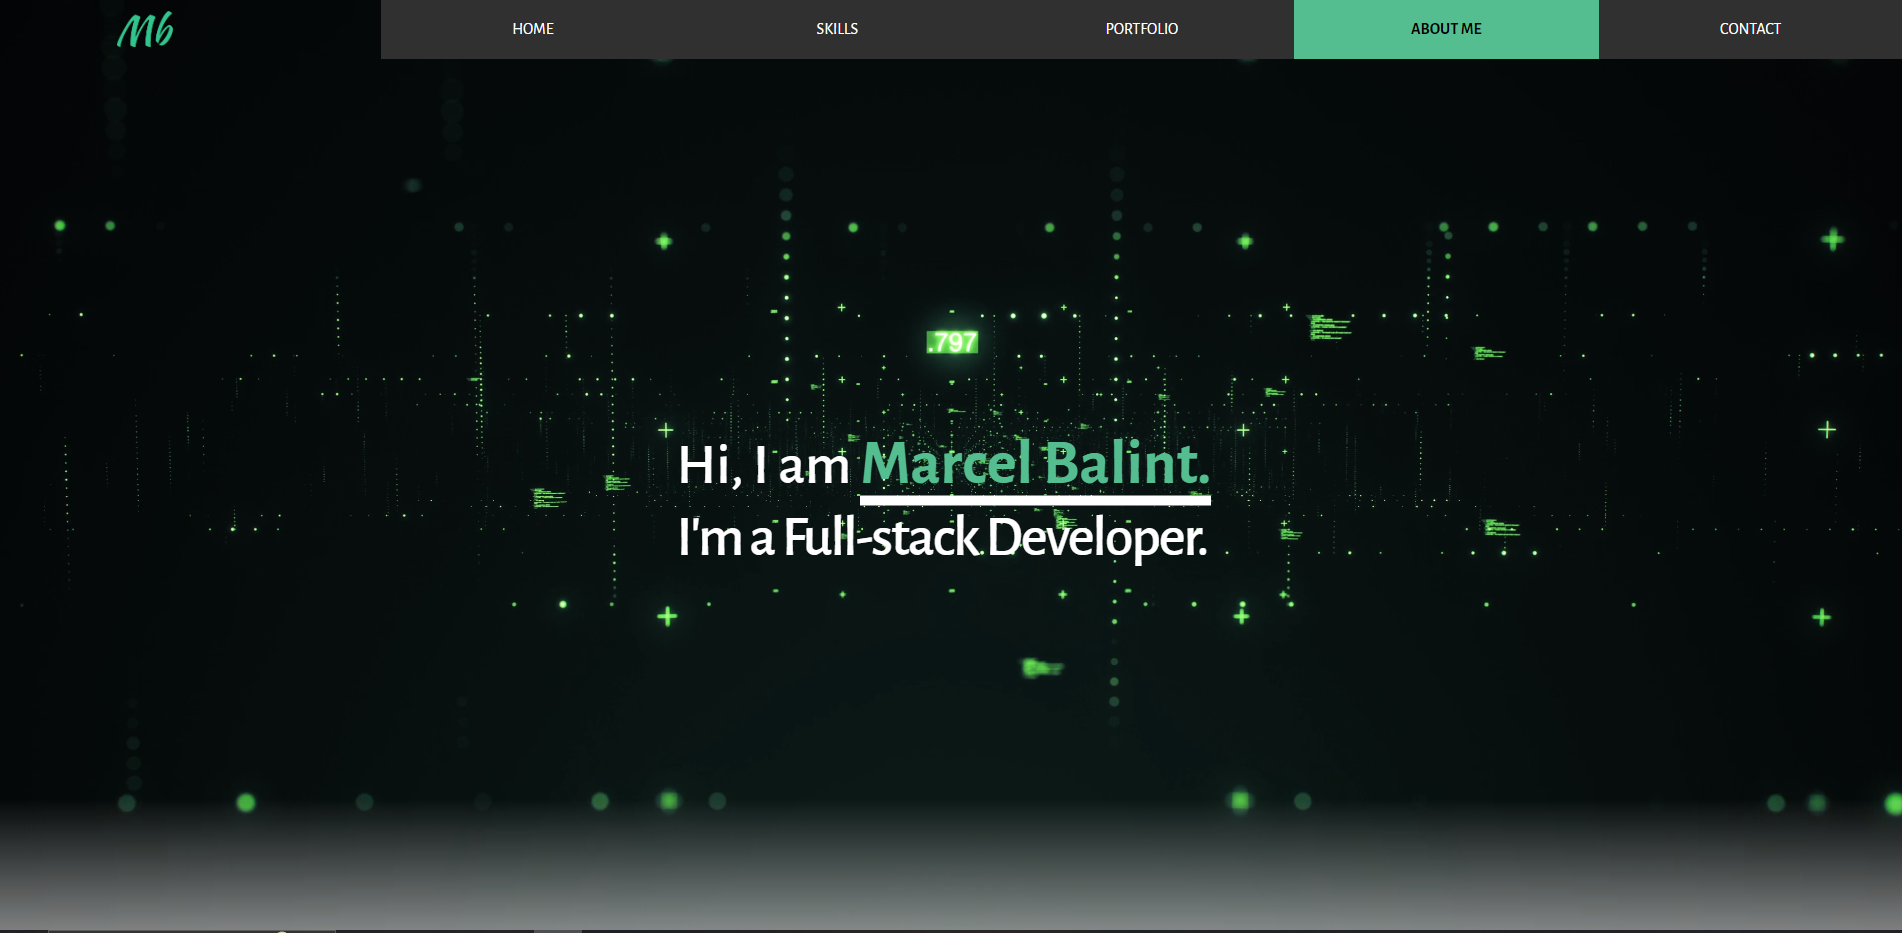 Mb
HOME
SKILLS
PORTFOLIO
ABOUT ME
CONTACT
.797
Hi, I am Marcel Balint.
I'm a Full-stack Developer.